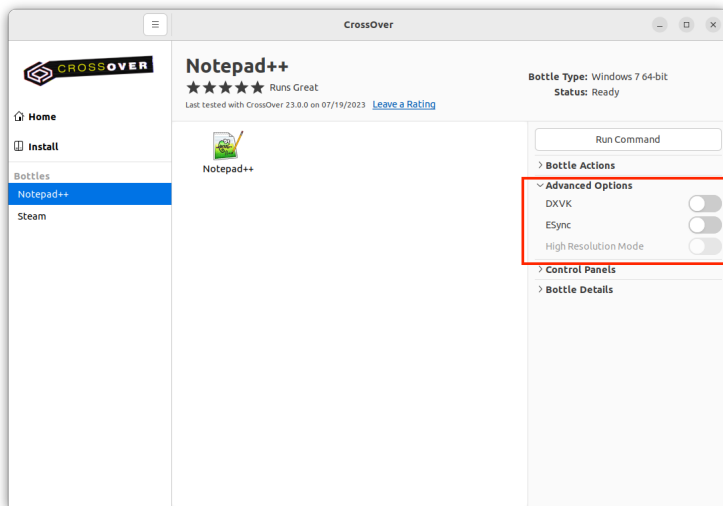 CrossOver
CROSSOVER
Home
Install
Bottles
Notepad++
Steam
Notepad++
Runs Great
Last tested with CrossOver 23.0.0 on 07/19/2023 Leave a Rating
Bottle Type: Windows 7 64-bit
Status: Ready
Notepad++
Run Command
Bottle Actions
Advanced Options
DXVK
ESync
High Resolution Mode
Control Panels
Bottle Details